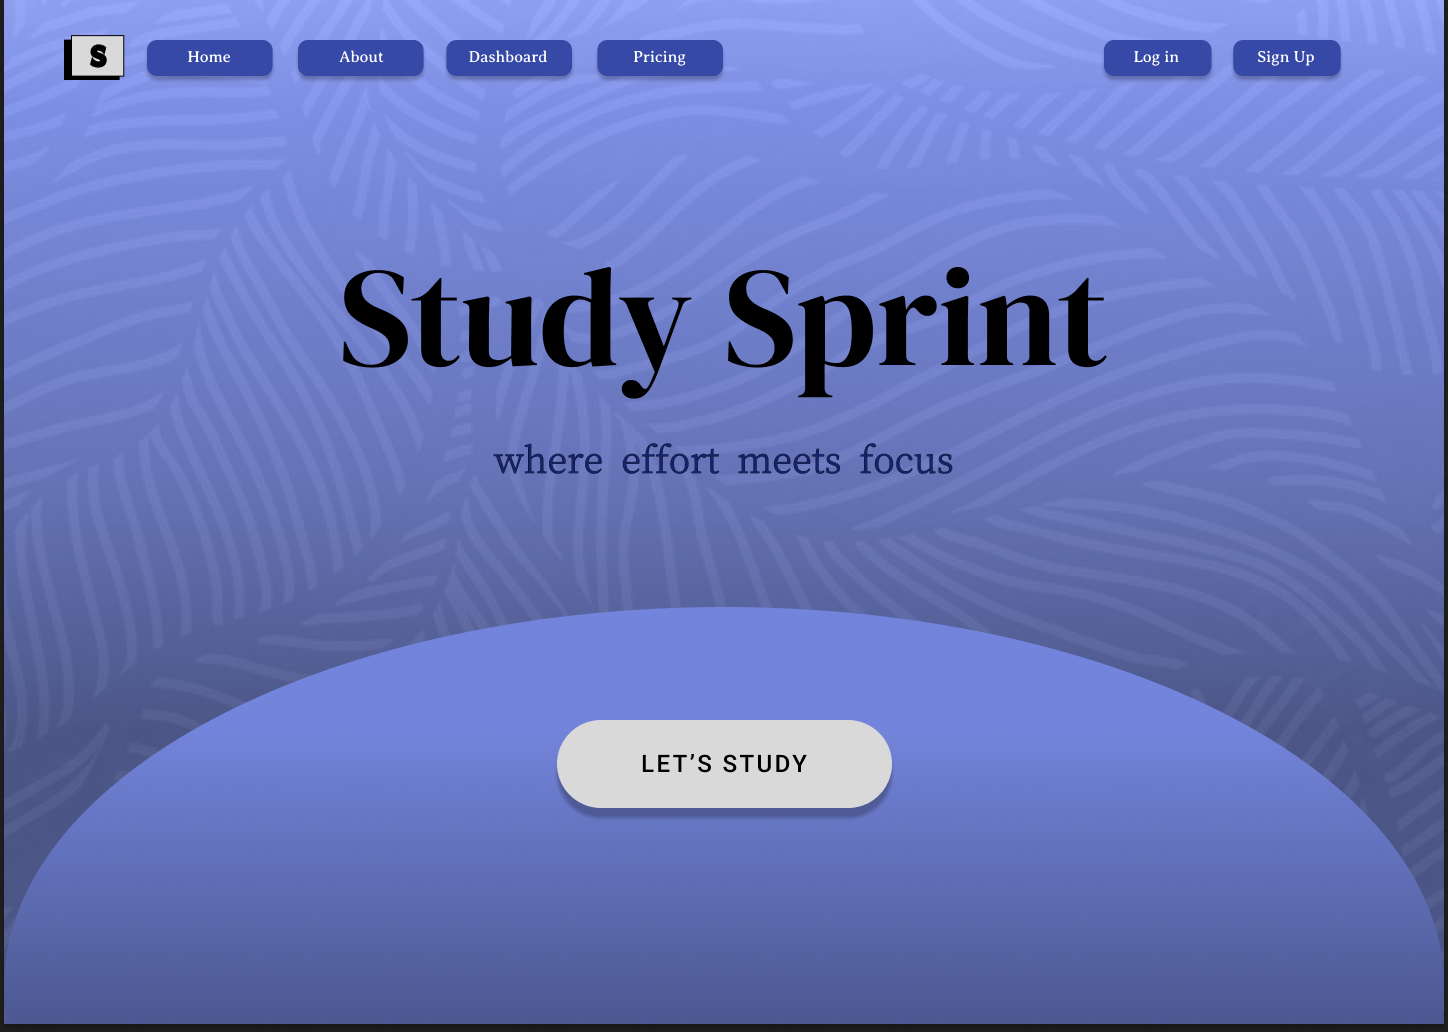 S Home About Dashboard Pricing Log in Sign Up
Study Sprint
where effort meets focus
LET’S STUDY